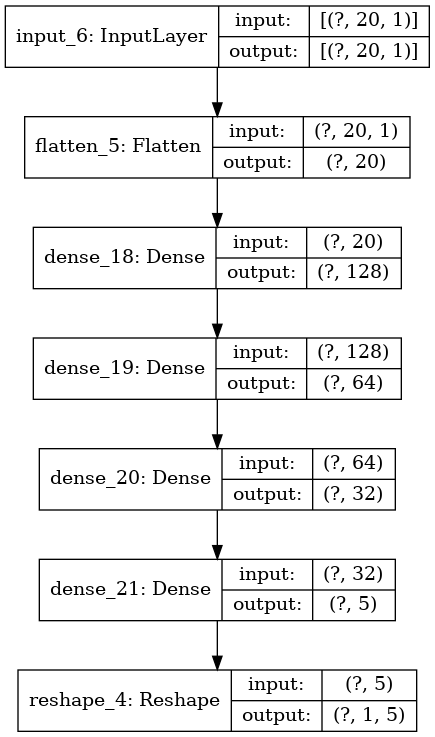 input_6: InputLayer input: [(?, 20, 1)]
output: [(?, 20, 1)]
flatten_5: Flatten input: (?, 20, 1)
output: (?, 20)
dense_18: Dense input: (?, 20)
output: (?, 128)
dense_19: Dense input: (?, 128)
output: (?, 64)
dense_20: Dense input: (?, 64)
output: (?, 32)
dense_21: Dense input: (?, 32)
output: (?, 5)
reshape_4: Reshape input: (?, 5)
output: (?, 1, 5)